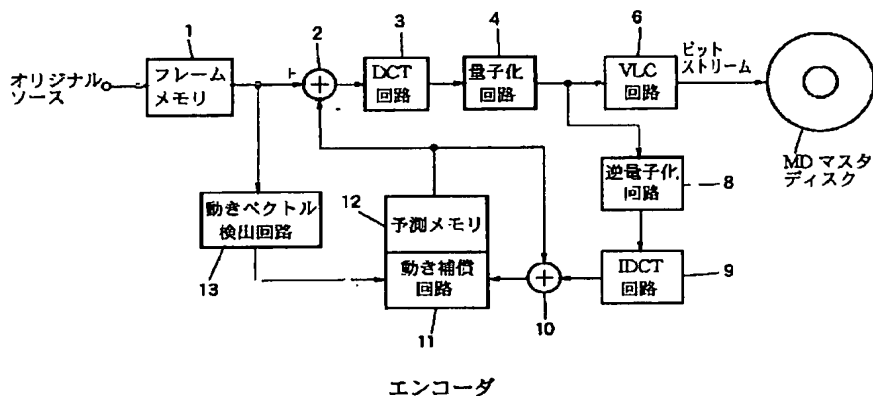 1
2
3
4
6
オリジナル
ソース
フレーム
メモリ
+
DCT
回路
量子化
回路
VLC
回路
ビット
ストリーム
MD マスタ
ディスク
逆量子化
回路
8
動きベクトル
検出回路
13
12
予測メモリ
動き補償
回路
11
+
10
IDCT
回路
9
エンコーダ